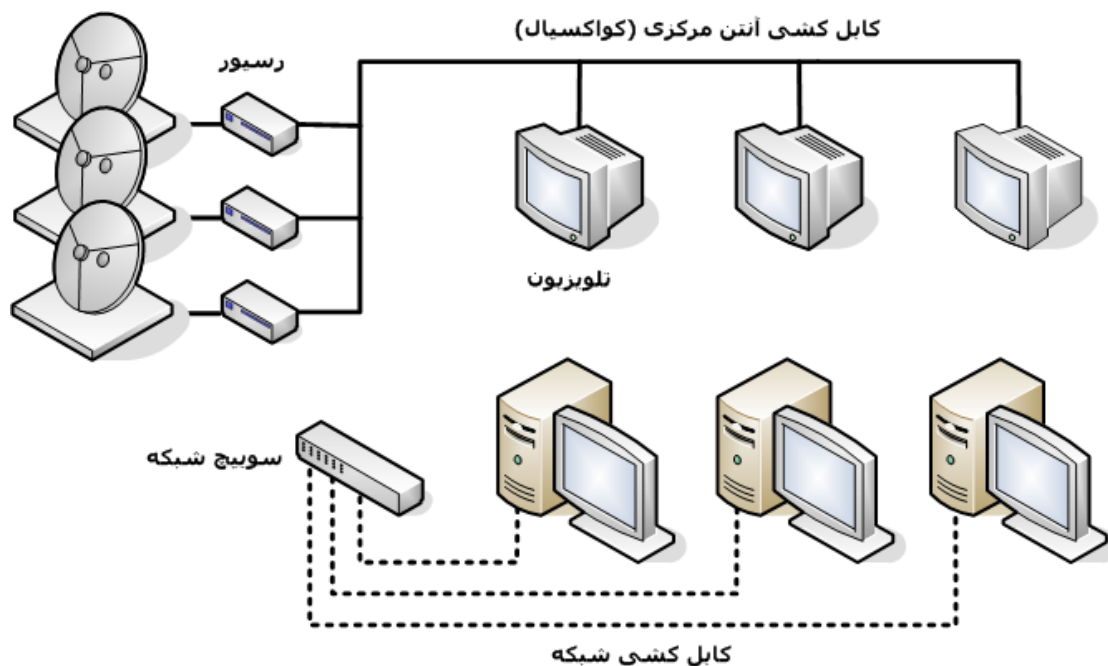 کابل کشی آنتن مرکزی (کواکسیال)
رسیور
تلویزیون
سوییچ شبکه
کابل کشی شبکه